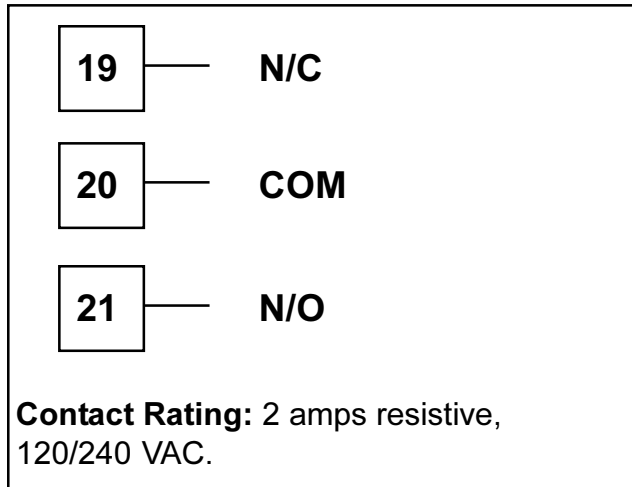 19 N/C
20 COM
21 N/O
Contact Rating: 2 amps resistive,
120/240 VAC.